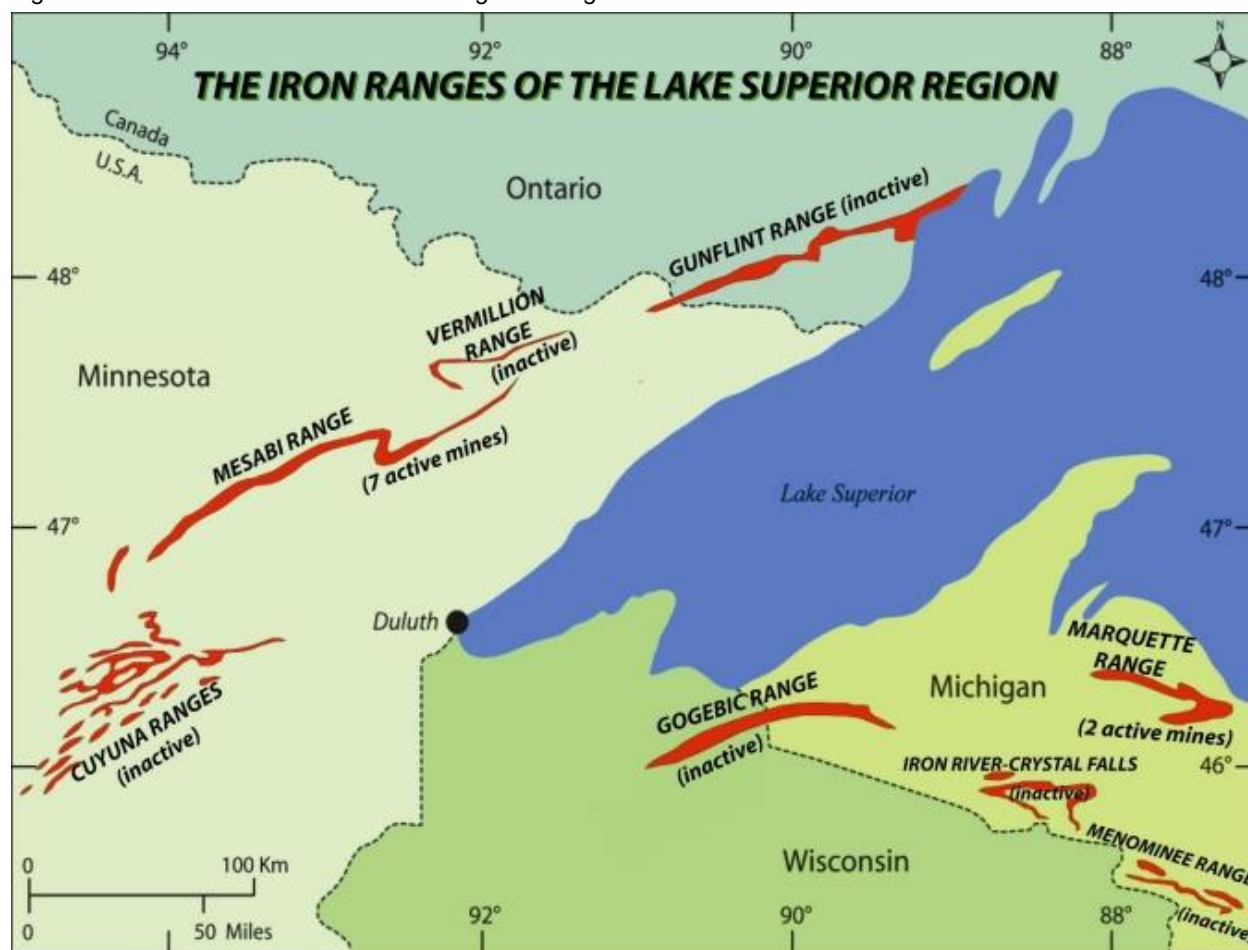 94°
92°
90°
88°
N
THE IRON RANGES OF THE LAKE SUPERIOR REGION
Canada
U.S.A.
Ontario
GUNFLINT RANGE (inactive)
48°
48°
VERMILLION
RANGE
(inactive)
Minnesota
MESABI RANGE
(7 active mines)
Lake Superior
47°
47°
Duluth
MARQUETTE
RANGE
Michigan
(2 active mines)
GOGEBIC RANGE
(inactive)
CUYUNA RANGES
(inactive)
IRON RIVER-CRYSTAL FALLS
(inactive)
46°
MENOMINEE RANGE
(inactive
Wisconsin
0
100 Km
0
50 Miles
92°
90°
88°